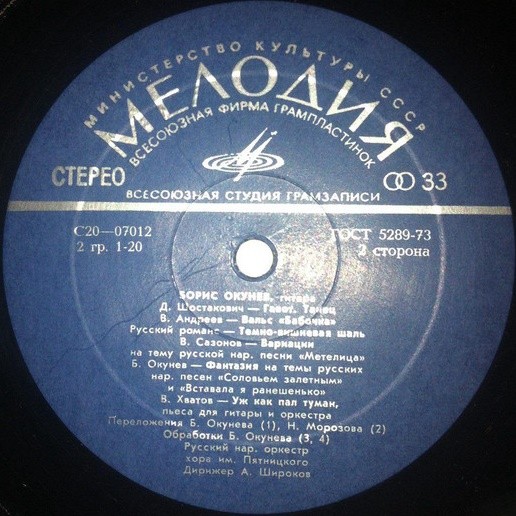 МИНИСТЕРСТВО КУЛЬТУРЫ СССР
МЕЛОДИЯ
ВСЕСОЮЗНАЯ ФИРМА ГРАМПЛАСТИНОК
СТЕРЕО
33
ВСЕСОЮЗНАЯ СТУДИЯ ГРАМЗАПИСИ
С20—07012
2 гр. 1-20
ГОСТ 5289-73
2 сторона
БОРИС ОКУНЕВ, гитара
Д. Шостакович — Гавот. Танец
В. Андреев — Вальс «Бабочка»
Русский романс — Темно-вишневая шаль
В. Сазонов — Вариации
на тему русской нар. песни «Метелица»
Б. Окунев — Фантазия на темы русских
нар. песен «Соловьем залетным»
и «Вставала я ранешенько»
В. Хватов — Уж как пал туман,
пьеса для гитары и оркестра
Переложения Б. Окунева (1), Н. Морозова (2)
Обработки Б. Окунева (3, 4)
Русский нар. оркестр
хора им. Пятницкого
Дирижер А. Широков